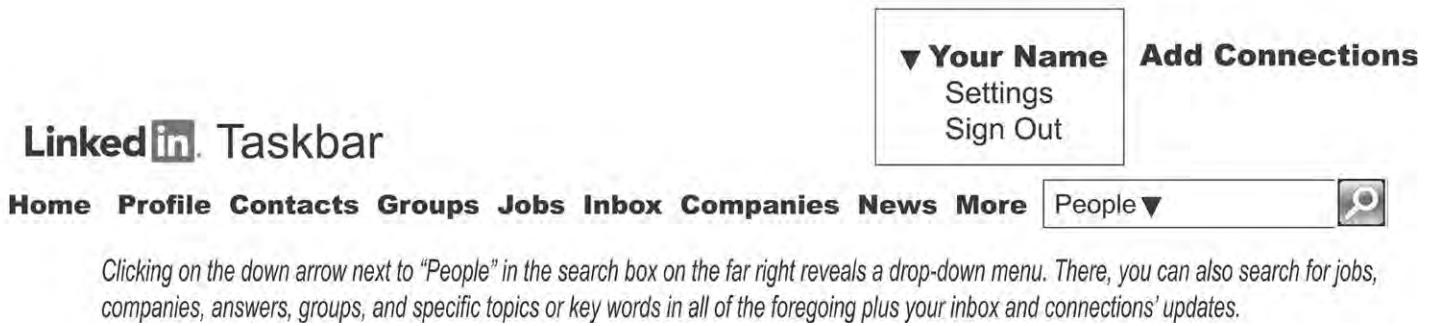 ▼ Your Name Add Connections
Settings
Sign Out
Linked in. Taskbar
Home Profile Contacts Groups Jobs Inbox Companies News More People▼
Clicking on the down arrow next to “People” in the search box on the far right reveals a drop-down menu. There, you can also search for jobs,
companies, answers, groups, and specific topics or key words in all of the foregoing plus your inbox and connections’ updates.